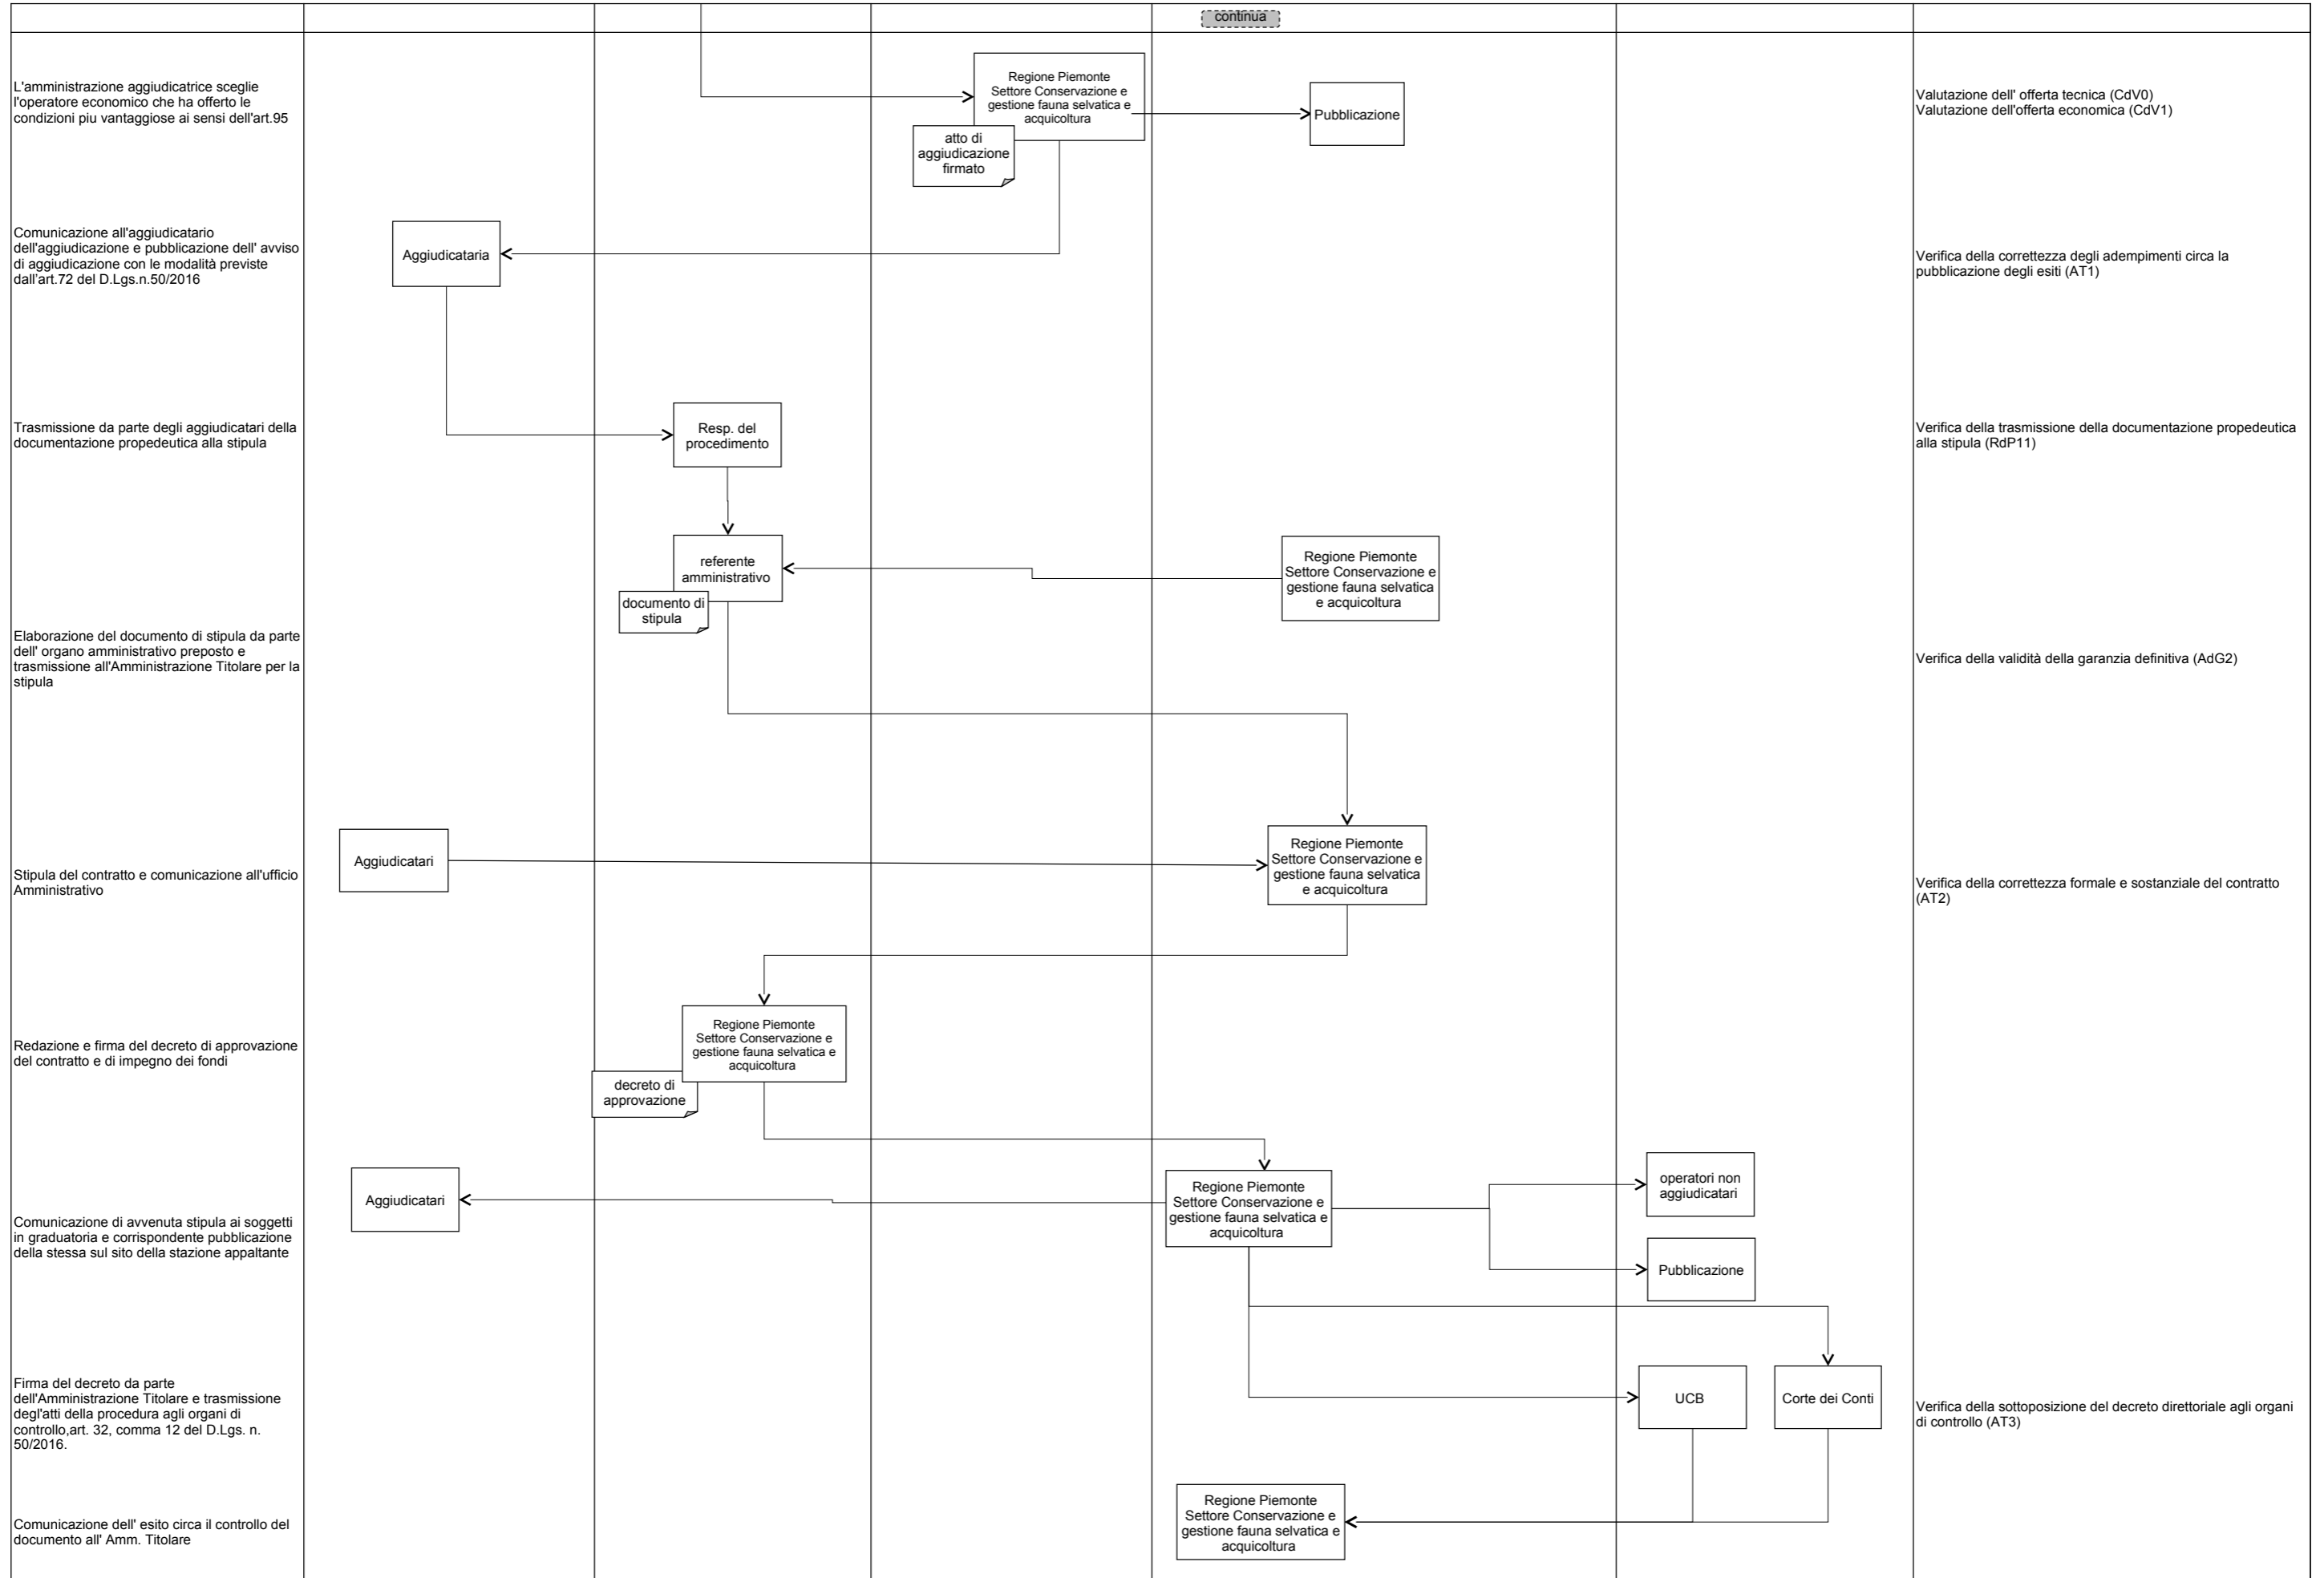 continua
L'amministrazione aggiudicatrice sceglie
l'operatore economico che ha offerto le
condizioni piu vantaggiose ai sensi dell'art.95
Regione Piemonte
Settore Conservazione e
gestione fauna selvatica e
acquicoltura
atto di
aggiudicazione
firmato
Pubblicazione
Valutazione dell' offerta tecnica (CdV0)
Valutazione dell'offerta economica (CdV1)
Comunicazione all'aggiudicatario
dell'aggiudicazione e pubblicazione dell' avviso
di aggiudicazione con le modalità previste
dall'art.72 del D.Lgs.n.50/2016
Aggiudicataria
Verifica della correttezza degli adempimenti circa la
pubblicazione degli esiti (AT1)
Trasmissione da parte degli aggiudicatari della
documentazione propedeutica alla stipula
Resp. del
procedimento
Verifica della trasmissione della documentazione propedeutica
alla stipula (RdP11)
referente
amministrativo
documento di
stipula
Regione Piemonte
Settore Conservazione e
gestione fauna selvatica
e acquicoltura
Elaborazione del documento di stipula da parte
dell' organo amministrativo preposto e
trasmissione all'Amministrazione Titolare per la
stipula
Verifica della validità della garanzia definitiva (AdG2)
Stipula del contratto e comunicazione all'ufficio
Amministrativo
Aggiudicatari
Regione Piemonte
Settore Conservazione e
gestione fauna selvatica
e acquicoltura
Verifica della correttezza formale e sostanziale del contratto
(AT2)
Redazione e firma del decreto di approvazione
del contratto e di impegno dei fondi
Regione Piemonte
Settore Conservazione e
gestione fauna selvatica e
acquicoltura
decreto di
approvazione
Comunicazione di avvenuta stipula ai soggetti
in graduatoria e corrispondente pubblicazione
della stessa sul sito della stazione appaltante
Aggiudicatari
Regione Piemonte
Settore Conservazione e
gestione fauna selvatica e
acquicoltura
operatori non
aggiudicatari
Pubblicazione
Firma del decreto da parte
dell'Amministrazione Titolare e trasmissione
degl'atti della procedura agli organi di
controllo,art. 32, comma 12 del D.Lgs. n.
50/2016.
UCB
Corte dei Conti
Verifica della sottoposizione del decreto direttoriale agli organi
di controllo (AT3)
Comunicazione dell' esito circa il controllo del
documento all' Amm. Titolare
Regione Piemonte
Settore Conservazione e
gestione fauna selvatica e
acquicoltura